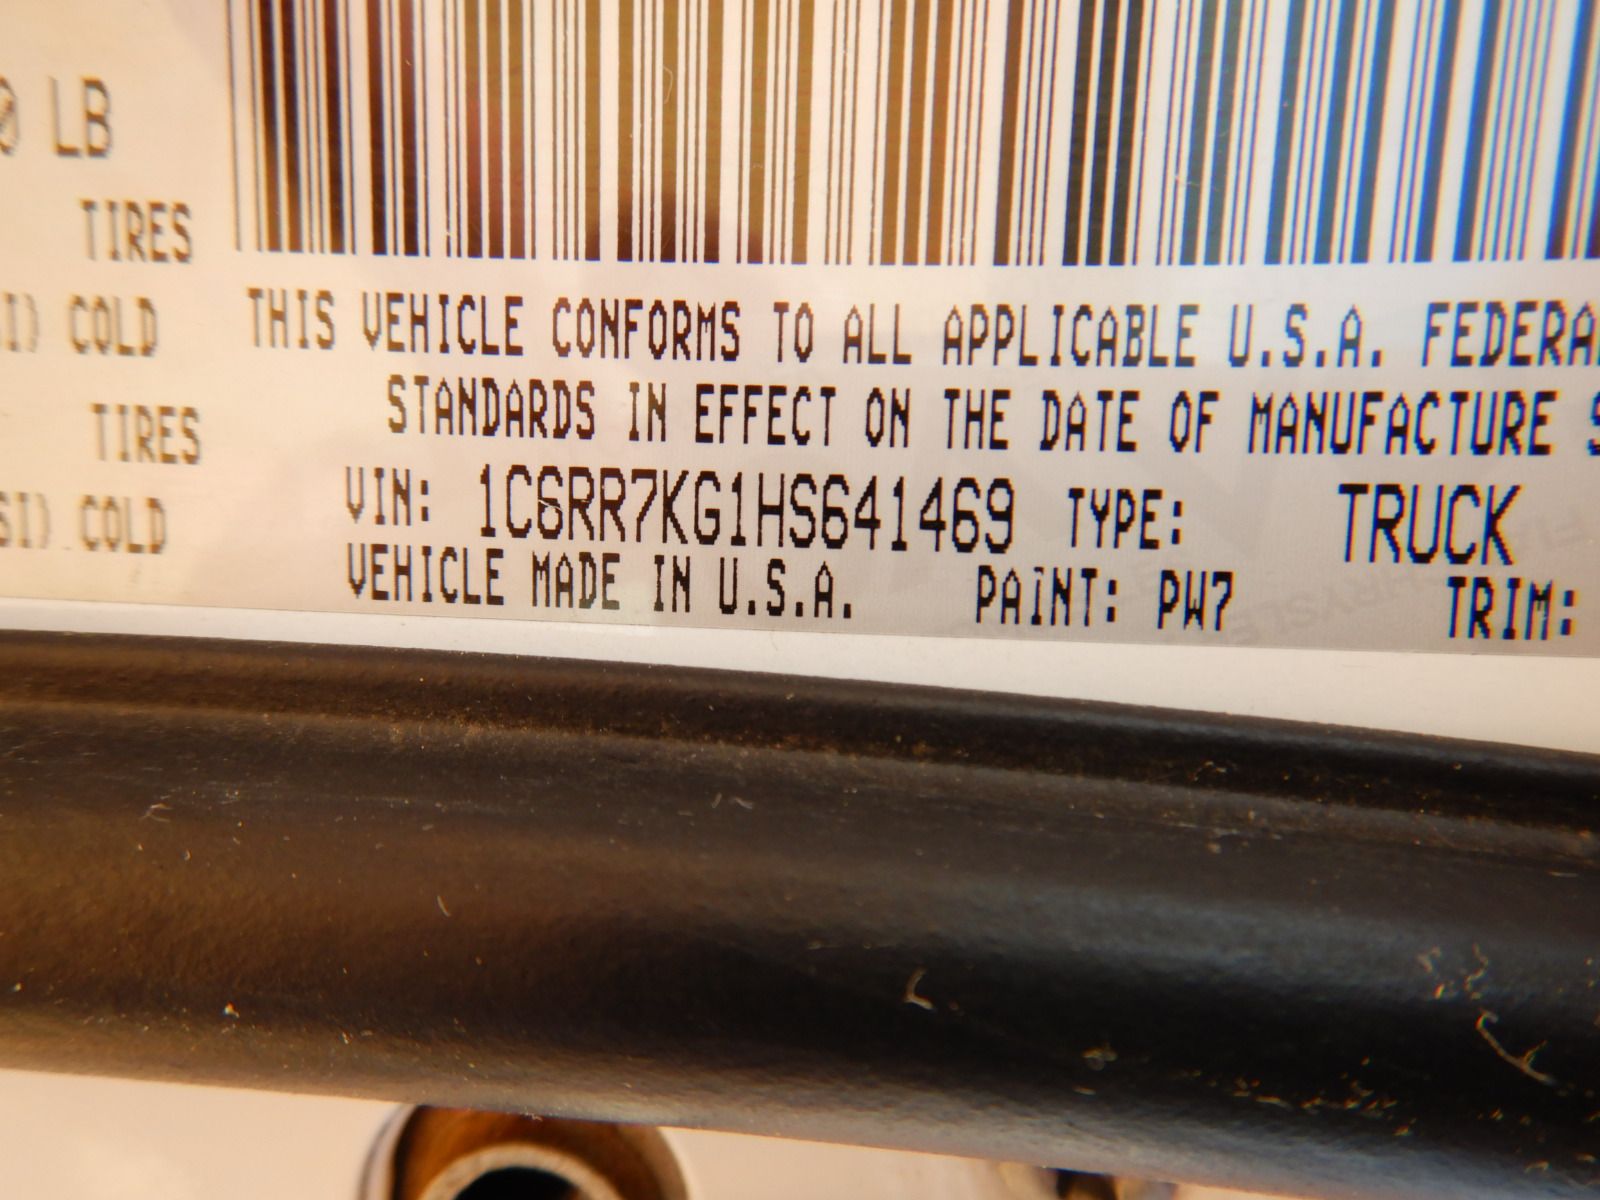 LB
TIRES
COLD
TIRES
COLD
THIS VEHICLE CONFORMS TO ALL APPLICABLE U.S.A. FEDERA
STANDARDS IN EFFECT ON THE DATE OF MANUFACTURE
VIN: 1C6RR7KG1HS641469 TYPE: TRUCK
VEHICLE MADE IN U.S.A. PAINT: PW7 TRIM: